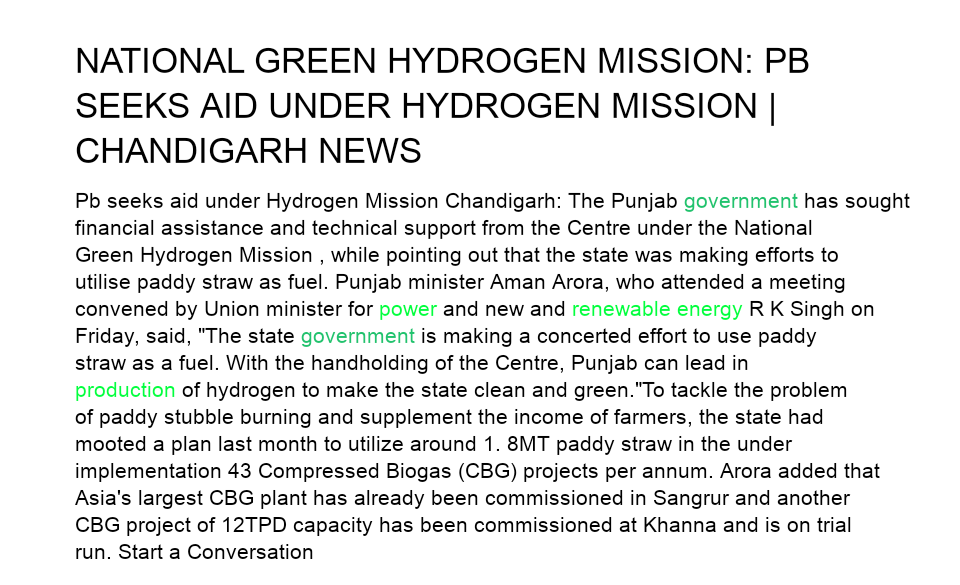 NATIONAL GREEN HYDROGEN MISSION: PB
SEEKS AID UNDER HYDROGEN MISSION |
CHANDIGARH NEWS
Pb seeks aid under Hydrogen Mission Chandigarh: The Punjab government has sought
financial assistance and technical support from the Centre under the National
Green Hydrogen Mission , while pointing out that the state was making efforts to
utilise paddy straw as fuel. Punjab minister Aman Arora, who attended a meeting
convened by Union minister for power and new and renewable energy R K Singh on
Friday, said, "The state government is making a concerted effort to use paddy
straw as a fuel. With the handholding of the Centre, Punjab can lead in
production of hydrogen to make the state clean and green."To tackle the problem
of paddy stubble burning and supplement the income of farmers, the state had
mooted a plan last month to utilize around 1. 8MT paddy straw in the under
implementation 43 Compressed Biogas (CBG) projects per annum. Arora added that
Asia's largest CBG plant has already been commissioned in Sangrur and another
CBG project of 12TPD capacity has been commissioned at Khanna and is on trial
run. Start a Conversation